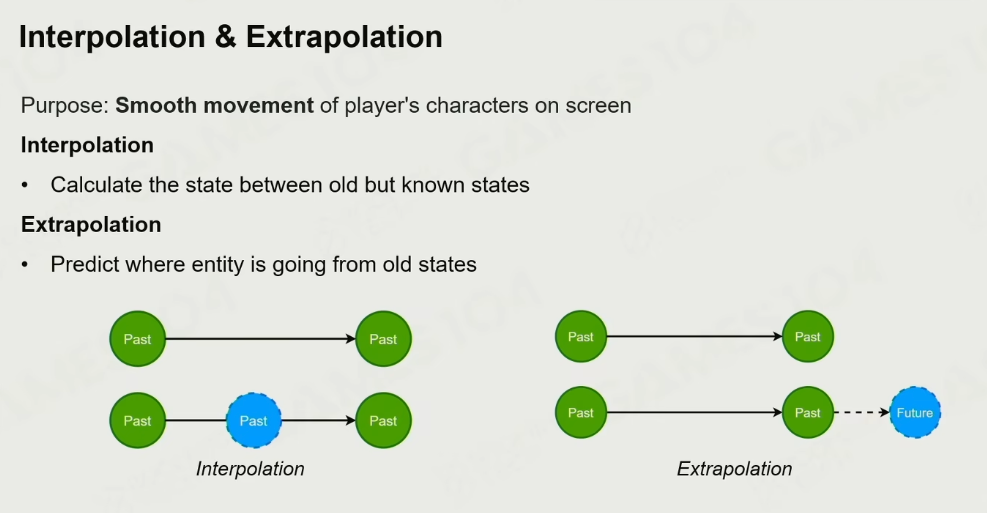 Interpolation & Extrapolation
Purpose: Smooth movement of player's characters on screen
Interpolation
• Calculate the state between old but known states
Extrapolation
• Predict where entity is going from old states
Past Past
Past Past Past
Interpolation
Past Past
Past Past Future
Extrapolation
GAMES104